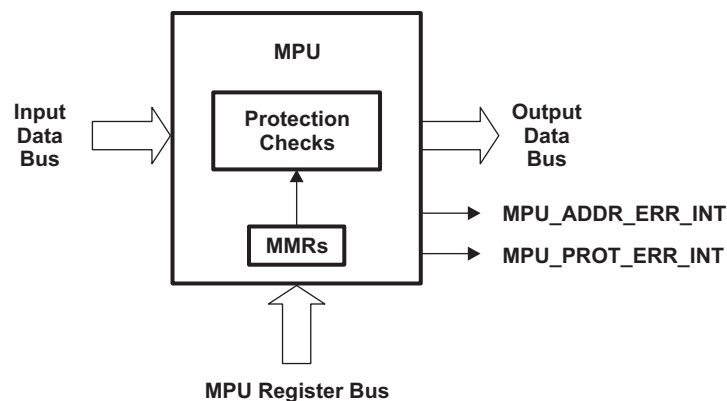 MPU
Input
Data
Bus
Protection
Checks
Output
Data
Bus
MPU_ADDR_ERR_INT
MMRs
MPU_PROT_ERR_INT
MPU Register Bus